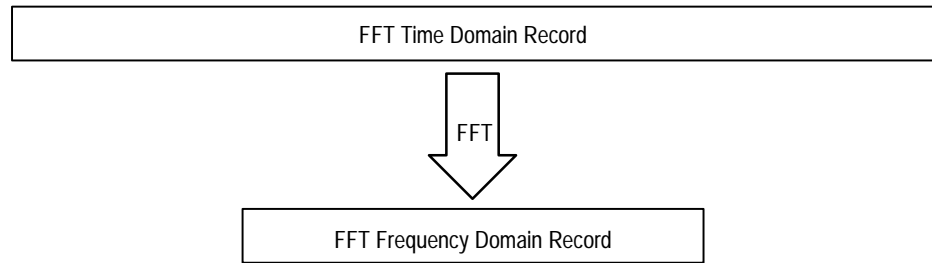 FFT Time Domain Record
FFT
FFT Frequency Domain Record